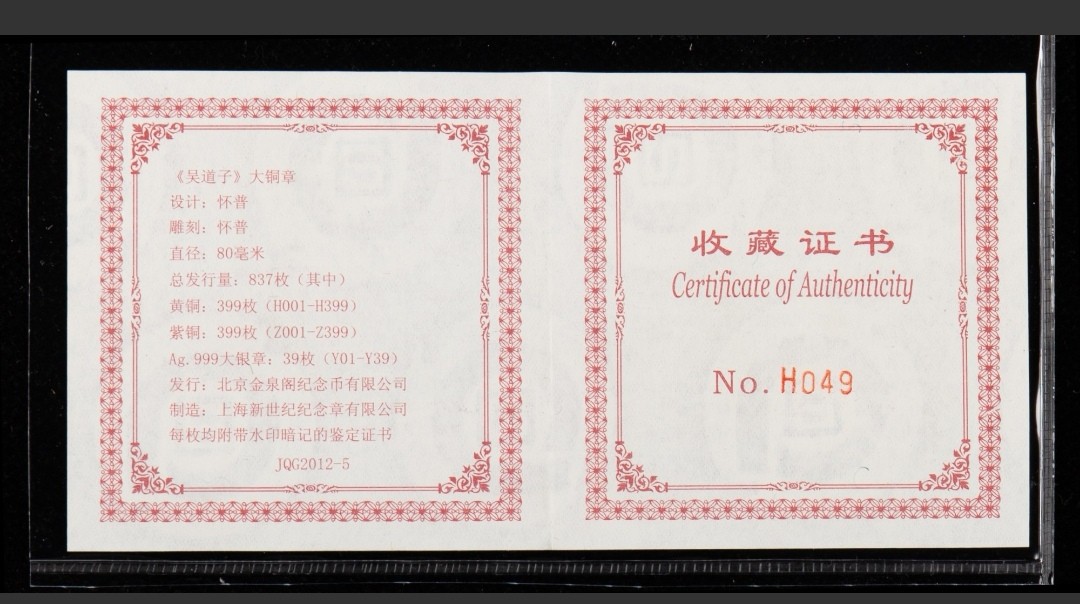 《吴道子》大铜章
设计：怀普
雕刻：怀普
直径：80毫米
总发行量：837枚（其中）
黄铜：399枚（H001-H399）
紫铜：399枚（Z001-Z399）
Ag.999大银章：39枚（Y01-Y39）
发行：北京金泉阁纪念币有限公司
制造：上海新世纪纪念章有限公司
每枚均附带水印暗记的鉴定证书
JQG2012-5
收藏证书
Certificate of Authenticity
No. H049